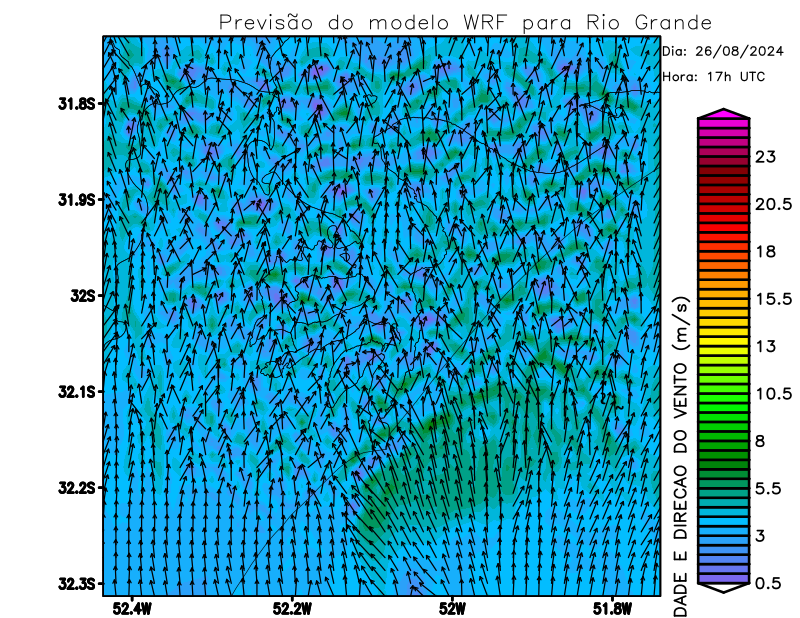 Previsão do modelo WRF para Rio Grande
Dia: 26/08/2024
Hora: 17h UTC
31.8S
31.9S
32S
32.1S
32.2S
32.3S
52.4W
52.2W
52W
51.8W
23
20.5
18
15.5
13
10.5
8
5.5
3
0.5
DADE E DIRECAO DO VENTO (m/s)